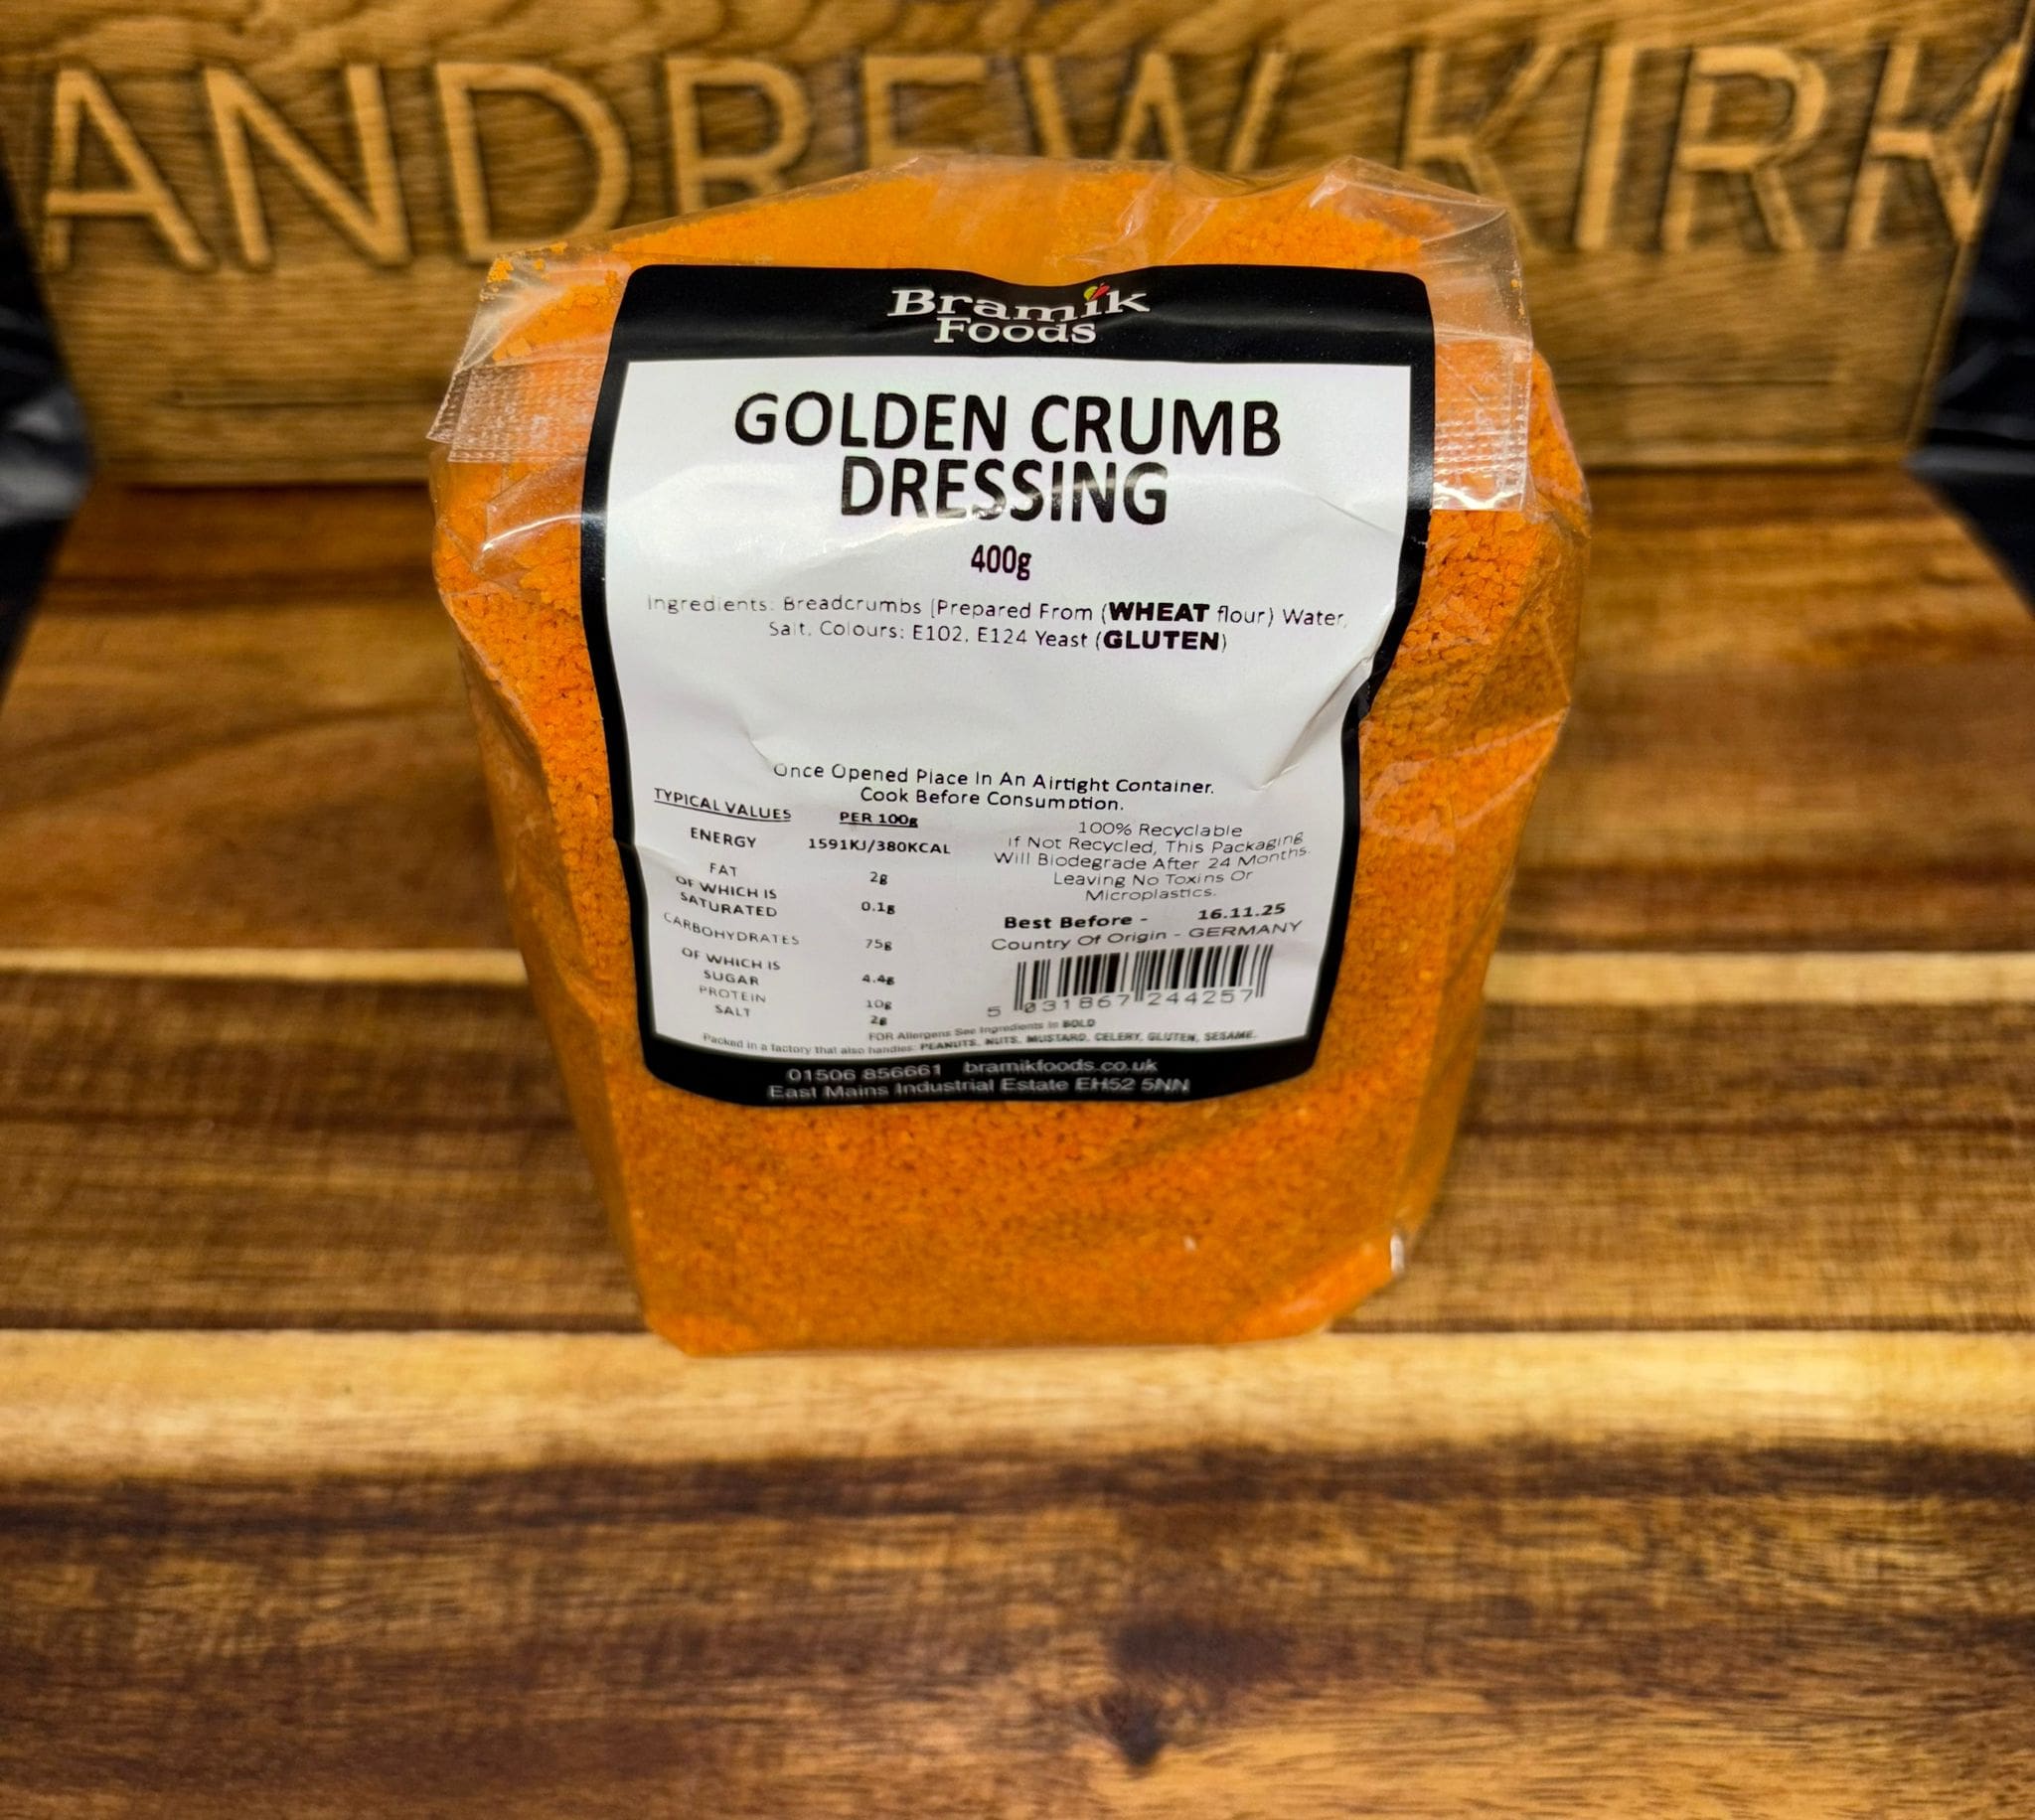 ANDREW KIRK
Bramik
Foods
GOLDEN CRUMB
DRESSING
400g
Ingredients: Breadcrumbs [Prepared From (WHEAT flour) Water,
Salt, Colours: E102, E124 Yeast (GLUTEN)
Once Opened Place In An Airtight Container.
Cook Before Consumption.
TYPICAL VALUES PER 100g
ENERGY 1591KJ/380KCAL
FAT 2g
OF WHICH IS
SATURATED 0.1g
CARBOHYDRATES 75g
OF WHICH IS
SUGAR 4.4g
PROTEIN 10g
SALT 2g
100% Recyclable
If Not Recycled, This Packaging
Will Biodegrade After 24 Months.
Leaving No Toxins Or
Microplastics.
Best Before - 16.11.25
Country Of Origin - GERMANY
5 031867 244257
FOR Allergens See Ingredients In BOLD
Packed in a factory that also handles: PEANUTS, NUTS, MUSTARD, CELERY, GLUTEN, SESAME.
01506 856661 bramikfoods.co.uk
East Mains Industrial Estate EH52 5NN